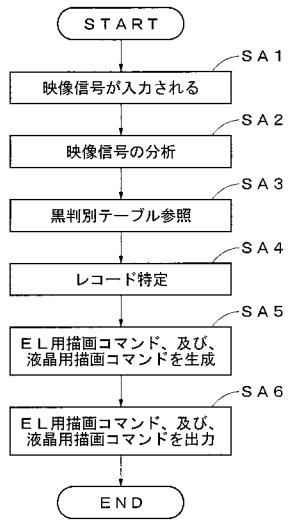 START
SA1
映像信号が入力される
SA2
映像信号の分析
SA3
黒判別テーブル参照
SA4
レコード特定
SA5
EL用描画コマンド、及び、
液晶用描画コマンドを生成
SA6
EL用描画コマンド、及び、
液晶用描画コマンドを出力
END